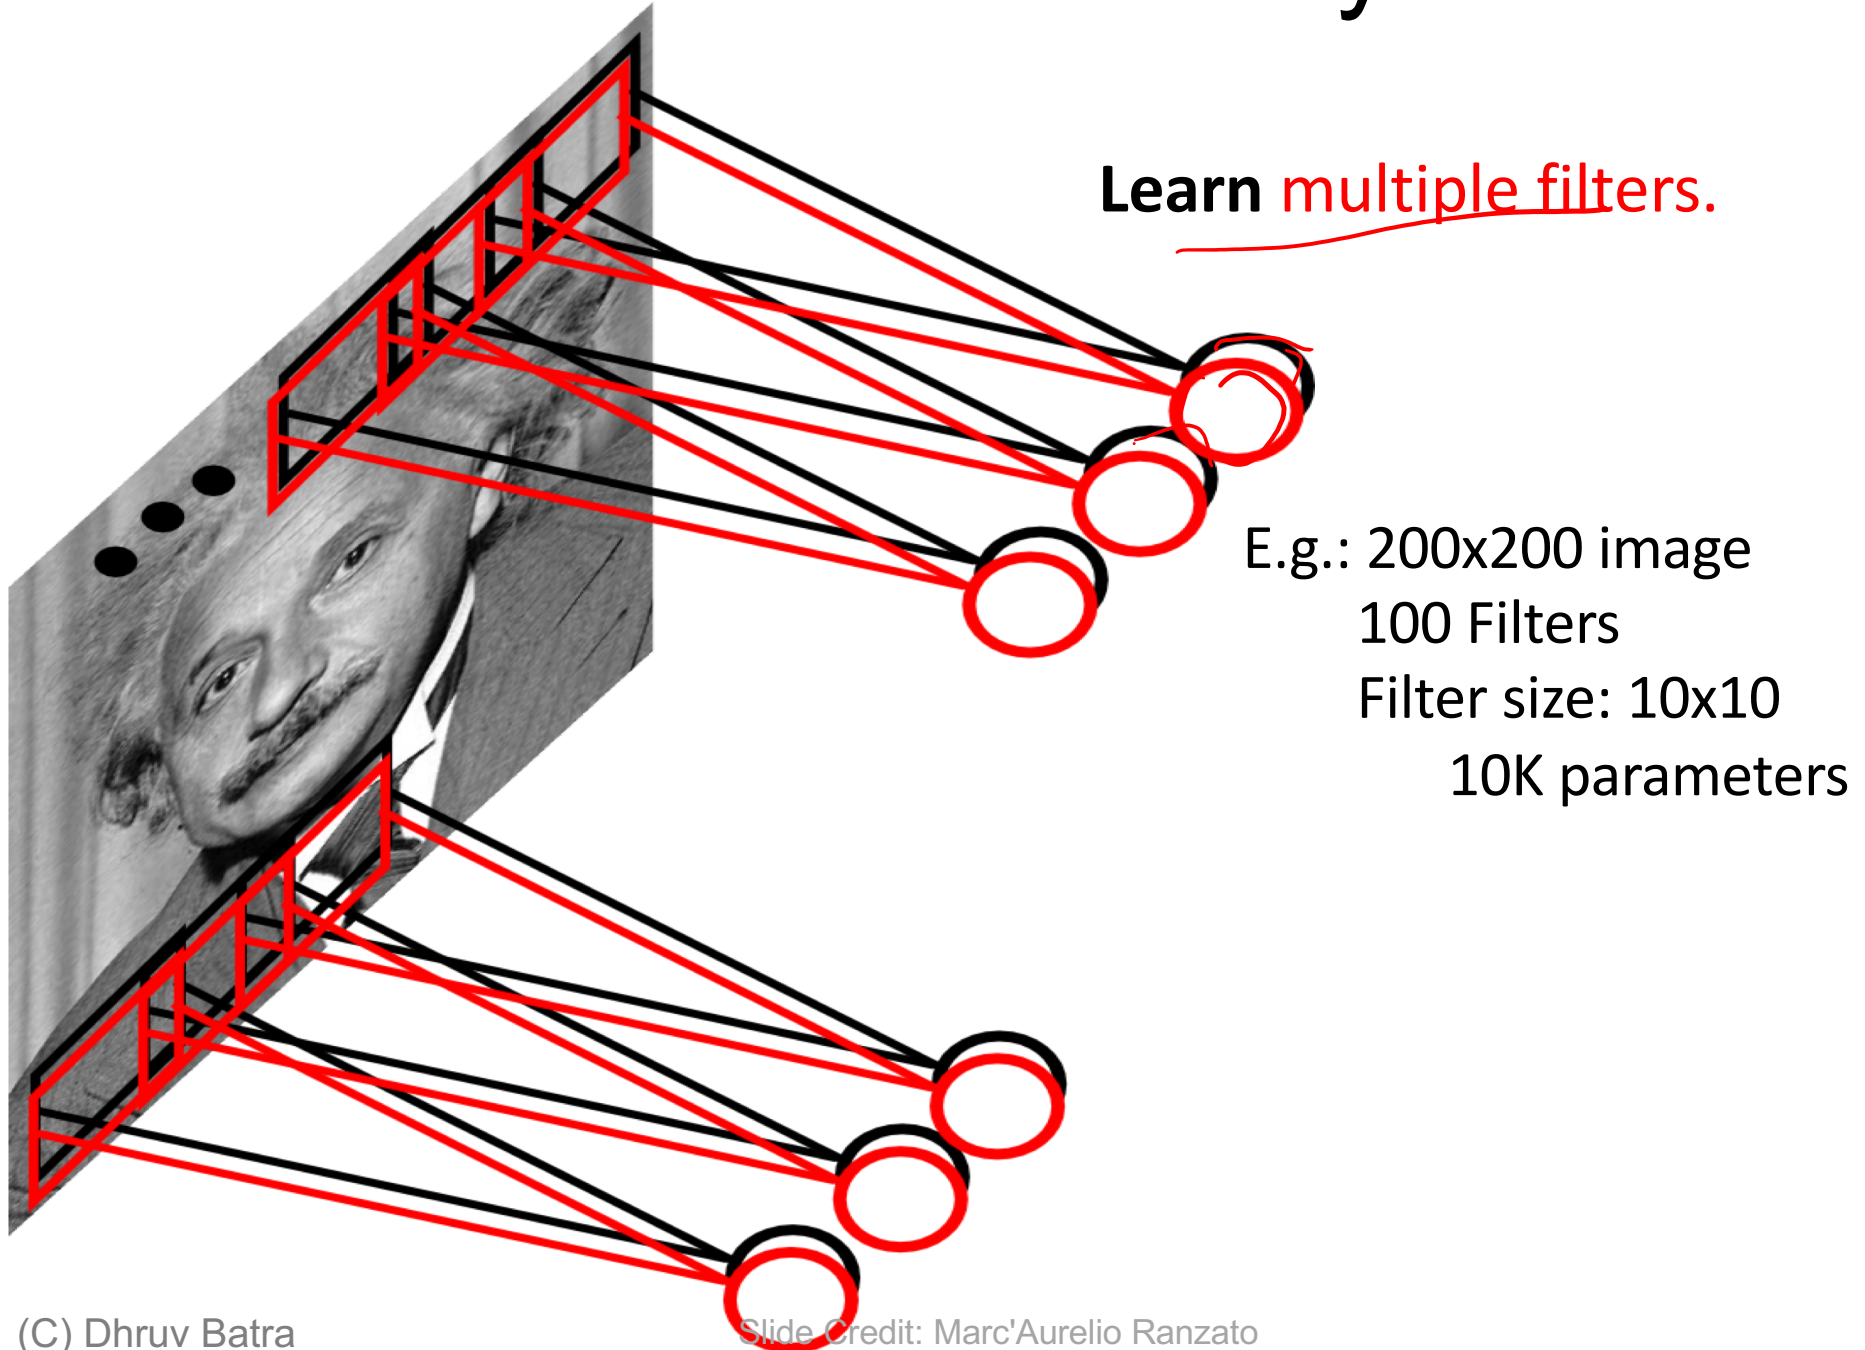 Learn multiple filters.
E.g.: 200x200 image
100 Filters
Filter size: 10x10
10K parameters
(C) Dhruv Batra
Slide Credit: Marc'Aurelio Ranzato